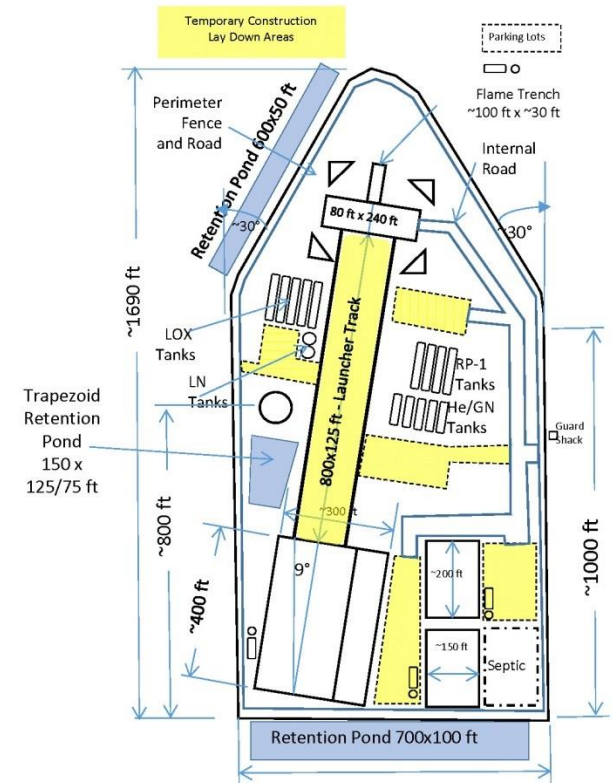 Temporary Construction
Lay Down Areas
Parking Lots
Flame Trench
~100 ft x ~30 ft
Perimeter
Fence
and Road
Retention Pond 600x50 ft
Internal
Road
80 ft x 240 ft
~30°
~30°
~1690 ft
LOX
Tanks
LN
Tanks
800x125 ft - Launcher Track
RP-1
Tanks
He/GN
Tanks
Guard
Shack
Trapezoid
Retention
Pond
150 x
125/75 ft
~800 ft
~300 ft
~1000 ft
~400 ft
9°
~200 ft
~150 ft
Septic
Retention Pond 700x100 ft